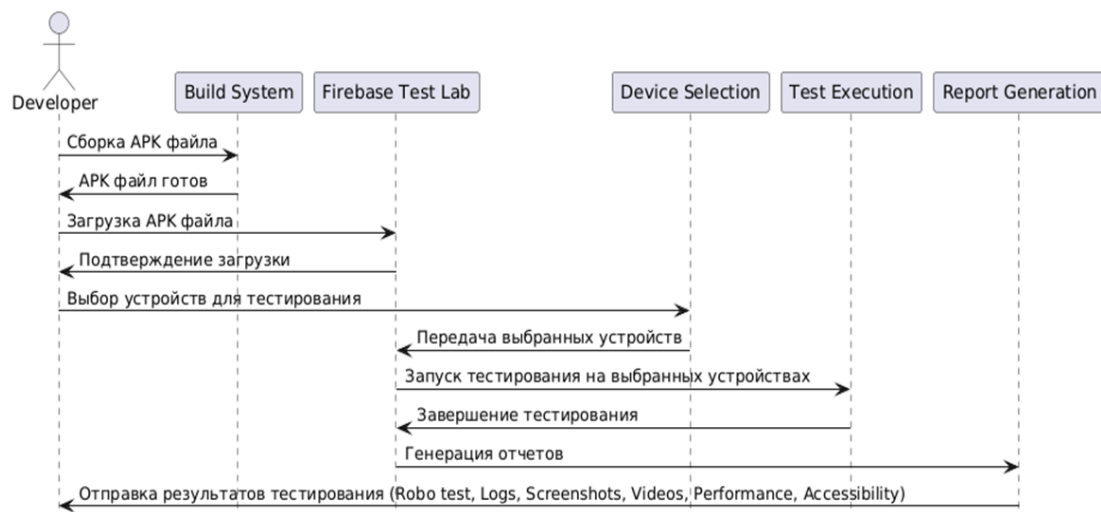 Developer
Build System
Firebase Test Lab
Device Selection
Test Execution
Report Generation
Сборка APK файла
APK файл готов
Загрузка APK файла
Подтверждение загрузки
Выбор устройств для тестирования
Передача выбранных устройств
Запуск тестирования на выбранных устройствах
Завершение тестирования
Генерация отчетов
Отправка результатов тестирования (Robo test, Logs, Screenshots, Videos, Performance, Accessibility)